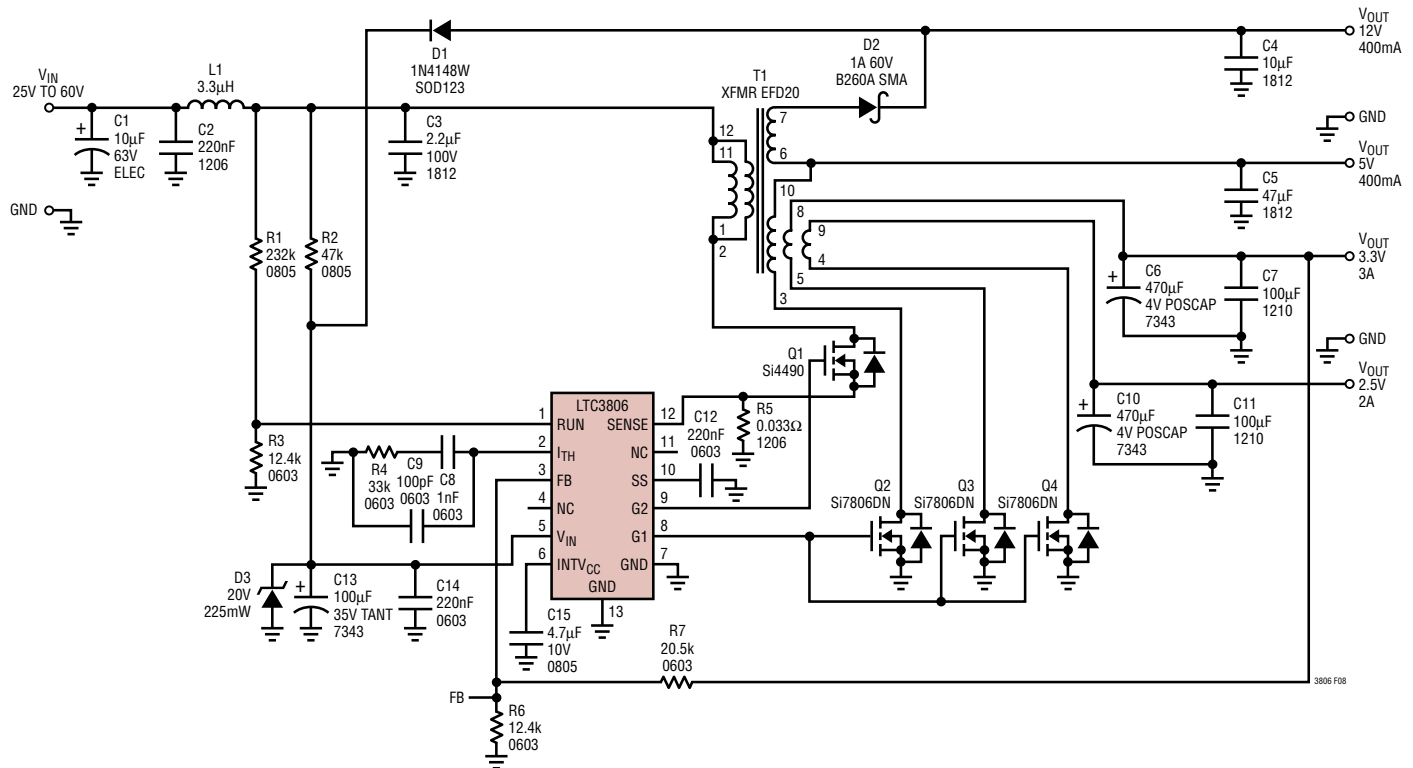 V_OUT
12V
400mA
D1
1N4148W
SOD123
D2
1A 60V
B260A SMA
C4
10µF
1812
V_IN
25V TO 60V
L1
3.3µH
T1
XFMR EFD20
GND
+
C1
10µF
63V
ELEC
C2
220nF
1206
C3
2.2µF
100V
1812
12
11
7
6
V_OUT
5V
400mA
C5
47µF
1812
GND
1
2
10
8
9
4
5
3
R1
232k
0805
R2
47k
0805
V_OUT
3.3V
3A
+
C6
470µF
4V POSCAP
7343
C7
100µF
1210
GND
Q1
Si4490
V_OUT
2.5V
2A
+
C10
470µF
4V POSCAP
7343
C11
100µF
1210
LTC3806
1
RUN
2
I_TH
3
FB
4
NC
5
V_IN
6
INTV_CC
GND
13
12
SENSE
11
NC
10
SS
9
G2
8
G1
7
GND
C12
220nF
0603
R5
0.033Ω
1206
R3
12.4k
0603
R4
33k
0603
C9
100pF
0603
C8
1nF
0603
Q2
Si7806DN
Q3
Si7806DN
Q4
Si7806DN
D3
20V
225mW
+
C13
100µF
35V TANT
7343
C14
220nF
0603
C15
4.7µF
10V
0805
R7
20.5k
0603
3806 F08
FB
R6
12.4k
0603